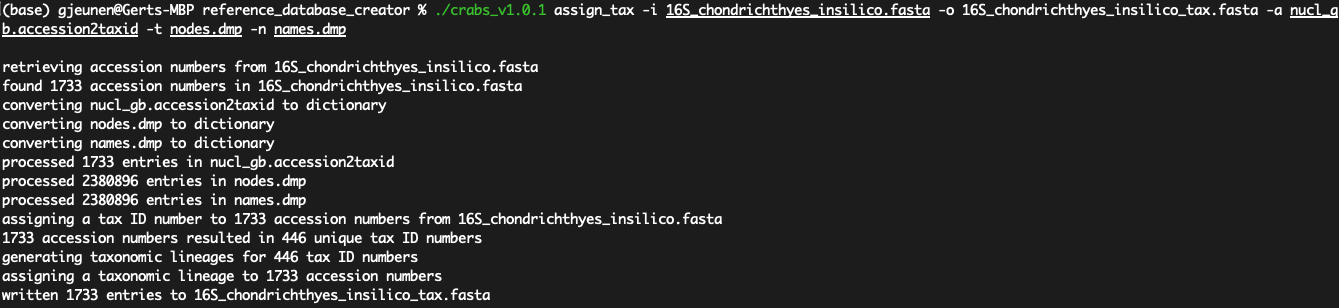 (base) gjeunen@Gerts-MBP reference_database_creator % ./crabs_v1.0.1 assign_tax -i 16S_chondrichthyes_insilico.fasta -o 16S_chondrichthyes_insilico_tax.fasta -a nucl_g
b.accession2taxid -t nodes.dmp -n names.dmp
retrieving accession numbers from 16S_chondrichthyes_insilico.fasta
found 1733 accession numbers in 16S_chondrichthyes_insilico.fasta
converting nucl_gb.accession2taxid to dictionary
converting nodes.dmp to dictionary
converting names.dmp to dictionary
processed 1733 entries in nucl_gb.accession2taxid
processed 2380896 entries in nodes.dmp
processed 2380896 entries in names.dmp
assigning a tax ID number to 1733 accession numbers from 16S_chondrichthyes_insilico.fasta
1733 accession numbers resulted in 446 unique tax ID numbers
generating taxonomic lineages for 446 tax ID numbers
assigning a taxonomic lineage to 1733 accession numbers
written 1733 entries to 16S_chondrichthyes_insilico_tax.fasta